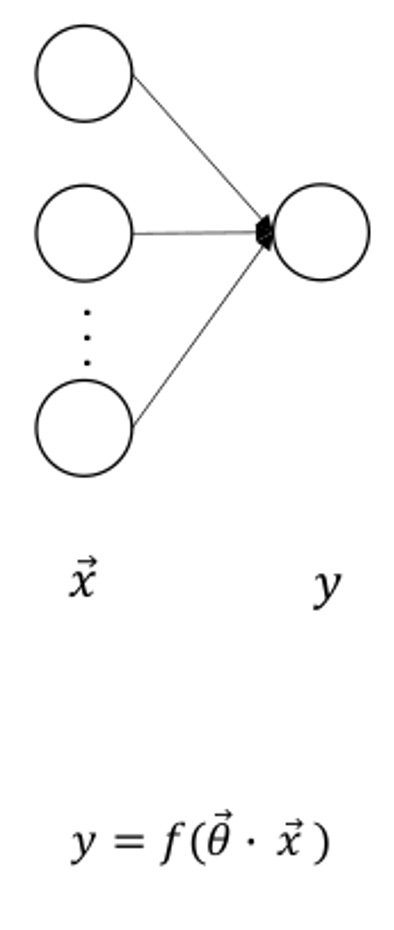 x⃗ y
y = f(θ⃗ · x⃗ )